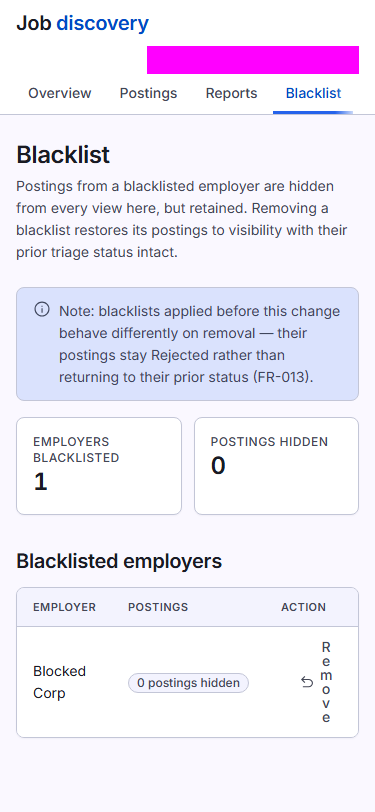 Job discovery
Overview Postings Reports Blacklist
Blacklist
Postings from a blacklisted employer are hidden
from every view here, but retained. Removing a
blacklist restores its postings to visibility with their
prior triage status intact.
Note: blacklists applied before this change
behave differently on removal — their
postings stay Rejected rather than
returning to their prior status (FR-013).
EMPLOYERS
BLACKLISTED
1
POSTINGS HIDDEN
0
Blacklisted employers
EMPLOYER POSTINGS ACTION
Blocked
Corp
0 postings hidden
Remove